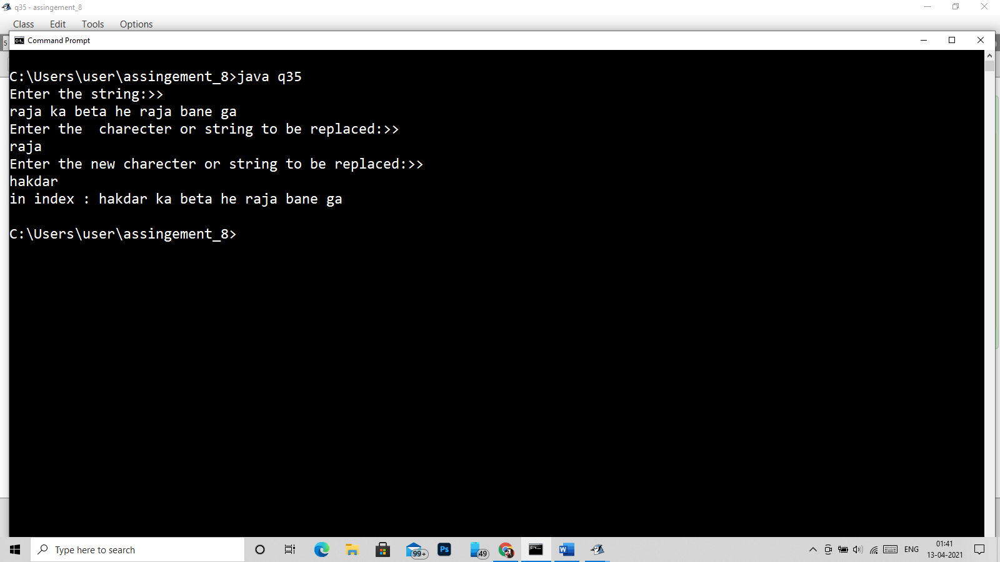 q35 - assingement_8
Class Edit Tools Options
5
Command Prompt
C:\Users\user\assingement_8>java q35
Enter the string:>>
raja ka beta he raja bane ga
Enter the  charecter or string to be replaced:>>
raja
Enter the new charecter or string to be replaced:>>
hakdar
in index : hakdar ka beta he raja bane ga
C:\Users\user\assingement_8>
Type here to search
99+
Ps
49
W
ENG
01:41
13-04-2021